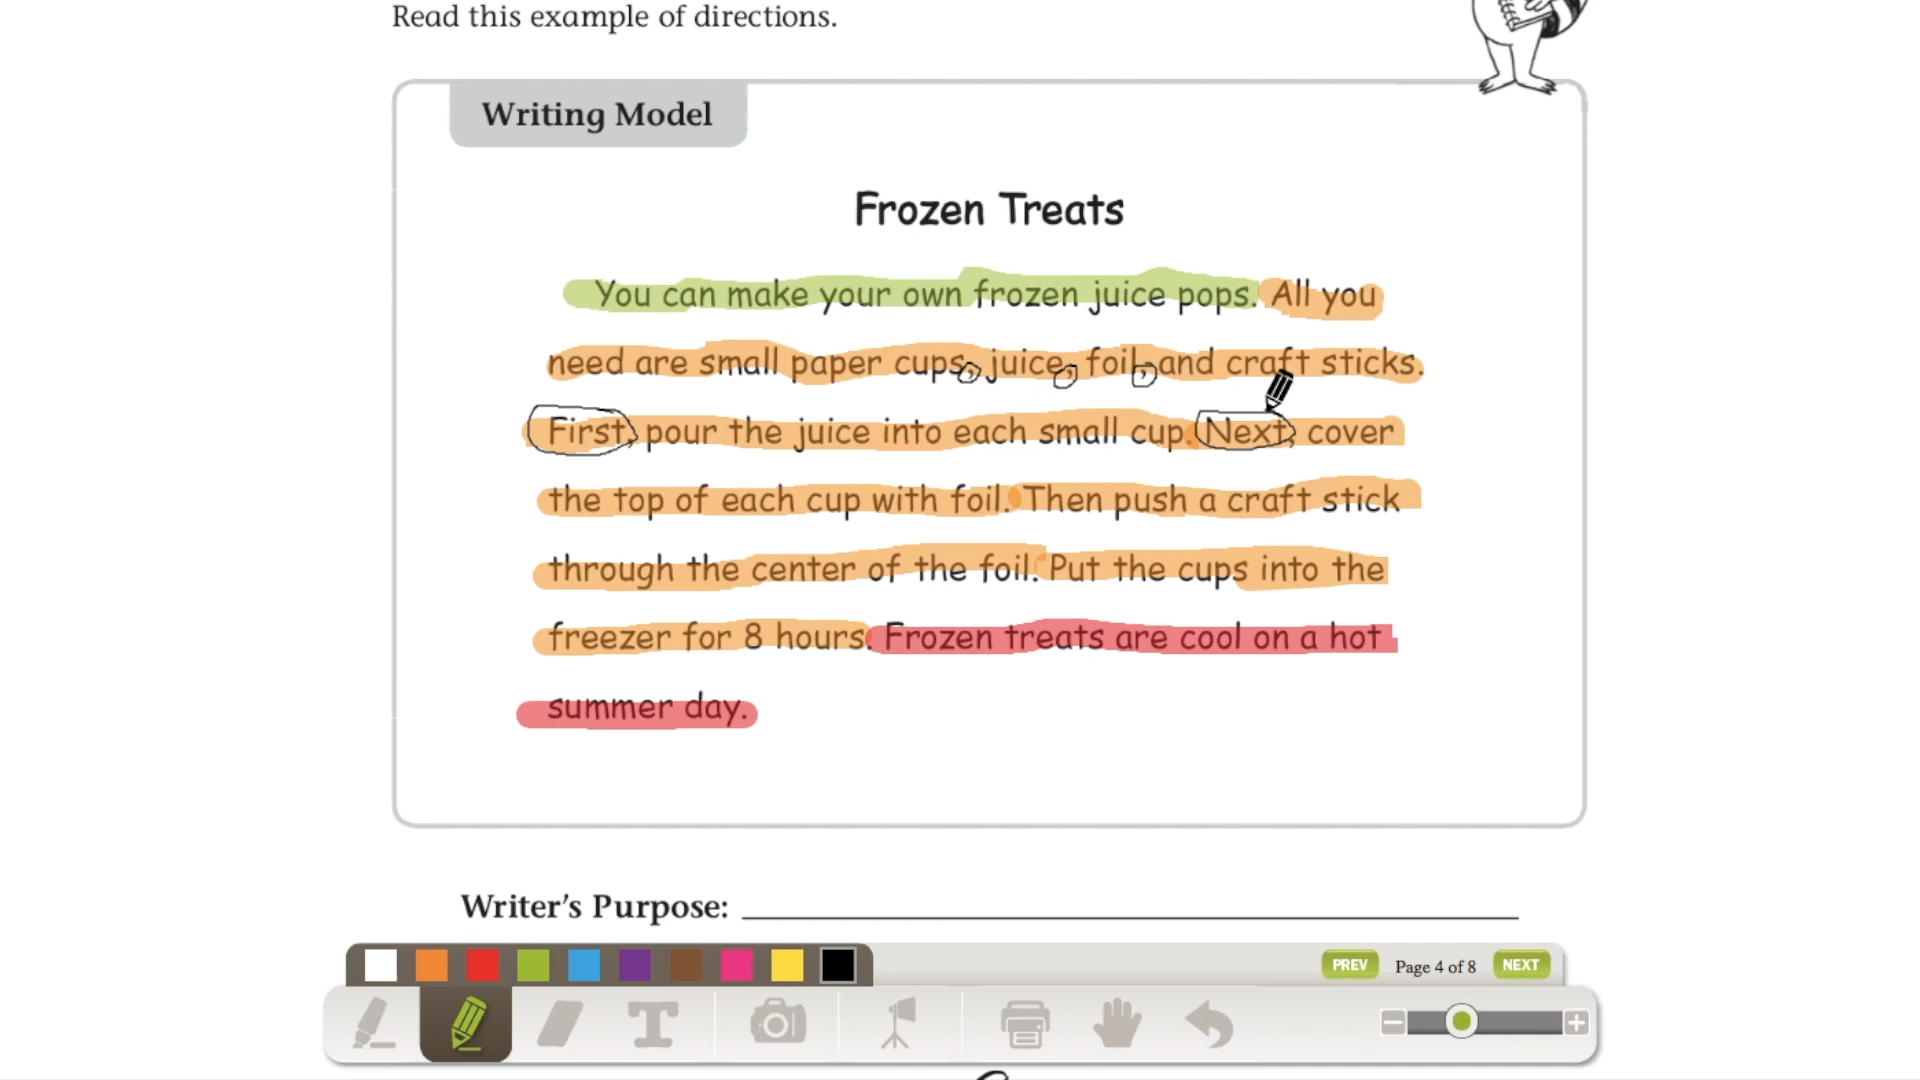 Read this example of directions.
Writing Model
Frozen Treats
You can make your own frozen juice pops. All you
need are small paper cups, juice, foil, and craft sticks.
First, pour the juice into each small cup. Next, cover
the top of each cup with foil. Then push a craft stick
through the center of the foil. Put the cups into the
freezer for 8 hours. Frozen treats are cool on a hot
summer day.
Writer's Purpose:
PREV Page 4 of 8 NEXT
T